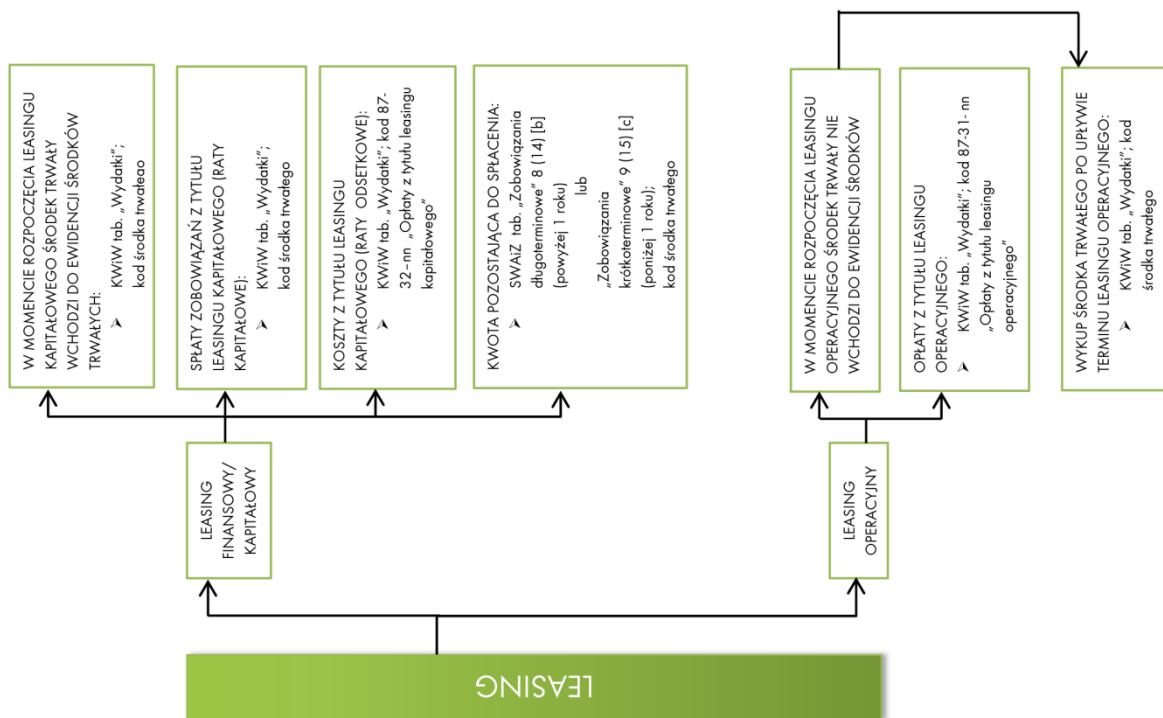 LEASING
LEASING
FINANSOWY/
KAPITAŁOWY
W MOMENCIE ROZPOCZĘCIA LEASINGU
KAPITAŁOWEGO ŚRODEK TRWAŁY
WCHODZI DO EWIDENCJI ŚRODKÓW
TRWAŁYCH:
➢ KWiW tab. „Wydatki”;
kod środka trwałego
SPŁATY ZOBOWIĄZAŃ Z TYTUŁU
LEASINGU KAPITAŁOWEGO (RATY
KAPITAŁOWE):
➢ KWiW tab. „Wydatki”;
kod środka trwałego
KOSZTY Z TYTUŁU LEASINGU
KAPITAŁOWEGO (RATY ODSETKOWE):
➢ KWiW tab. „Wydatki”; kod 87-
32–nn „Opłaty z tytułu leasingu
kapitałowego”
KWOTA POZOSTAJĄCA DO SPŁACENIA:
➢ SWAiZ tab. „Zobowiązania
długoterminowe” 8 (14) [b]
(powyżej 1 roku)
lub
„Zobowiązania
krótkoterminowe” 9 (15) [c]
(poniżej 1 roku);
kod środka trwałego
LEASING
OPERACYJNY
W MOMENCIE ROZPOCZĘCIA LEASINGU
OPERACYJNEGO ŚRODEK TRWAŁY NIE
WCHODZI DO EWIDENCJI ŚRODKÓW
OPŁATY Z TYTUŁU LEASINGU
OPERACYJNEGO:
➢ KWiW tab. „Wydatki”; kod 87-31- nn
„Opłaty z tytułu leasingu
operacyjnego”
WYKUP ŚRODKA TRWAŁEGO PO UPŁYWIE
TERMINU LEASINGU OPERACYJNEGO:
➢ KWiW tab. „Wydatki”; kod
środka trwałego